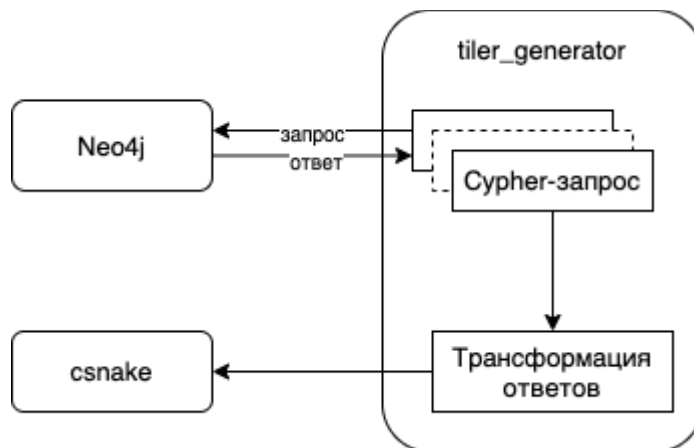 tiler_generator
Neo4j
запрос
ответ
Cypher-запрос
csnake
Трансформация
ответов